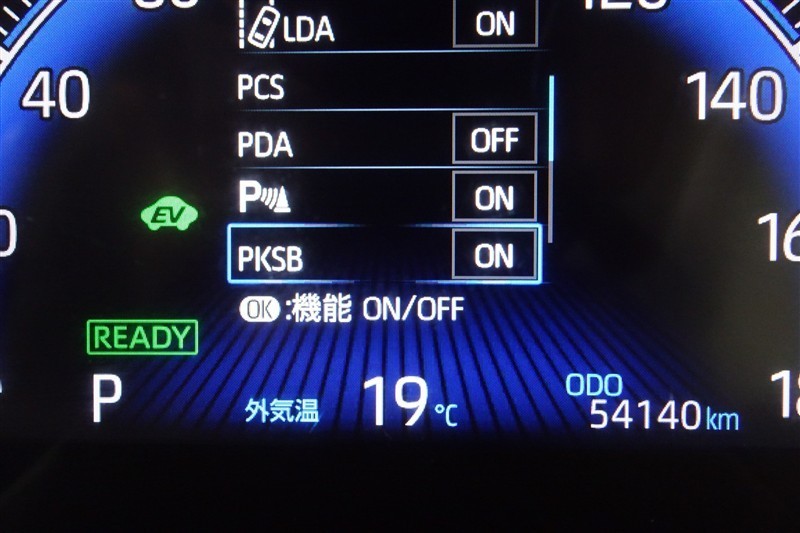 LDA ON
40
140
PCS
PDA OFF
P ON
EV
PKSB ON
OK:機能 ON/OFF
READY
P
外気温 19℃
ODO
54140km